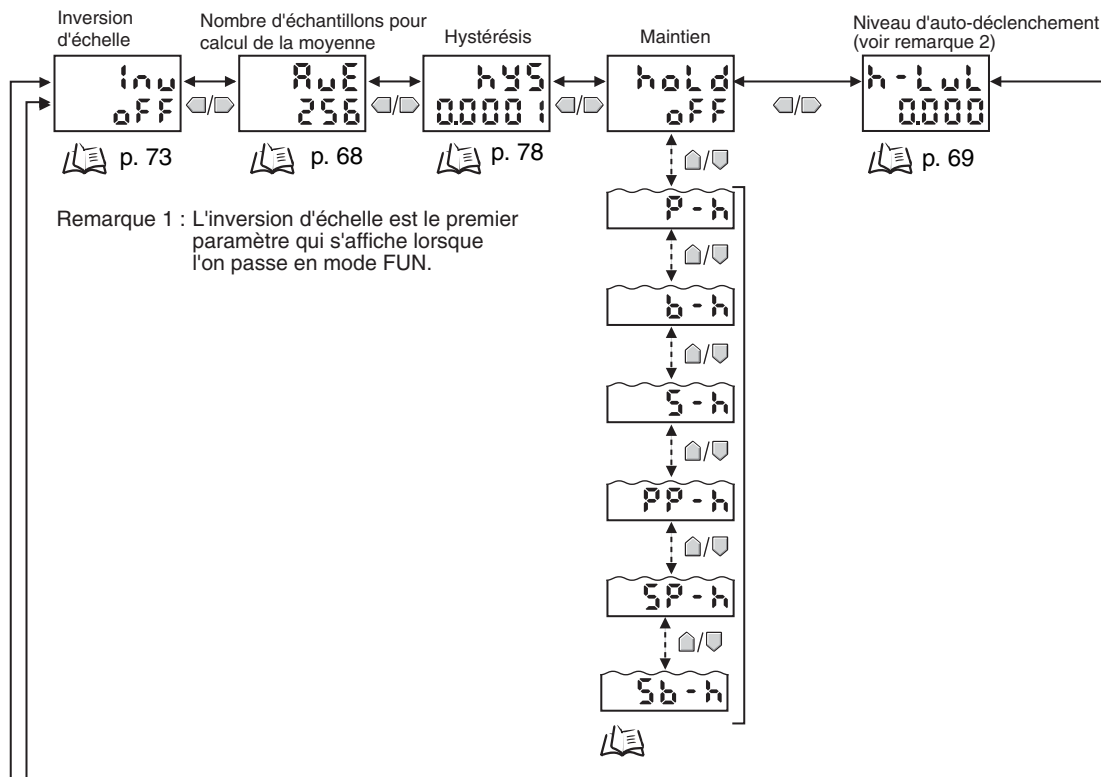 Inversion
d'échelle
Nombre d'échantillons pour
calcul de la moyenne
Hystérésis
Maintien
Niveau d'auto-déclenchement
(voir remarque 2)
Inv
oFF
AvE
256
hYS
0.0001
hoLd
oFF
h-LvL
0.000
p. 73
p. 68
p. 78
p. 69
Remarque 1 : L'inversion d'échelle est le premier
paramètre qui s'affiche lorsque
l'on passe en mode FUN.
P-h
b-h
S-h
PP-h
SP-h
Sb-h